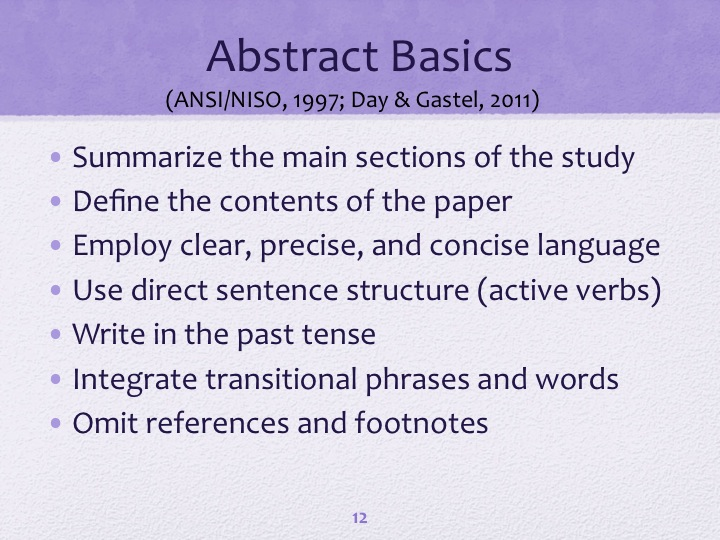 Abstract Basics
(ANSI/NISO, 1997; Day & Gastel, 2011)
• Summarize the main sections of the study
• Define the contents of the paper
• Employ clear, precise, and concise language
• Use direct sentence structure (active verbs)
• Write in the past tense
• Integrate transitional phrases and words
• Omit references and footnotes
12